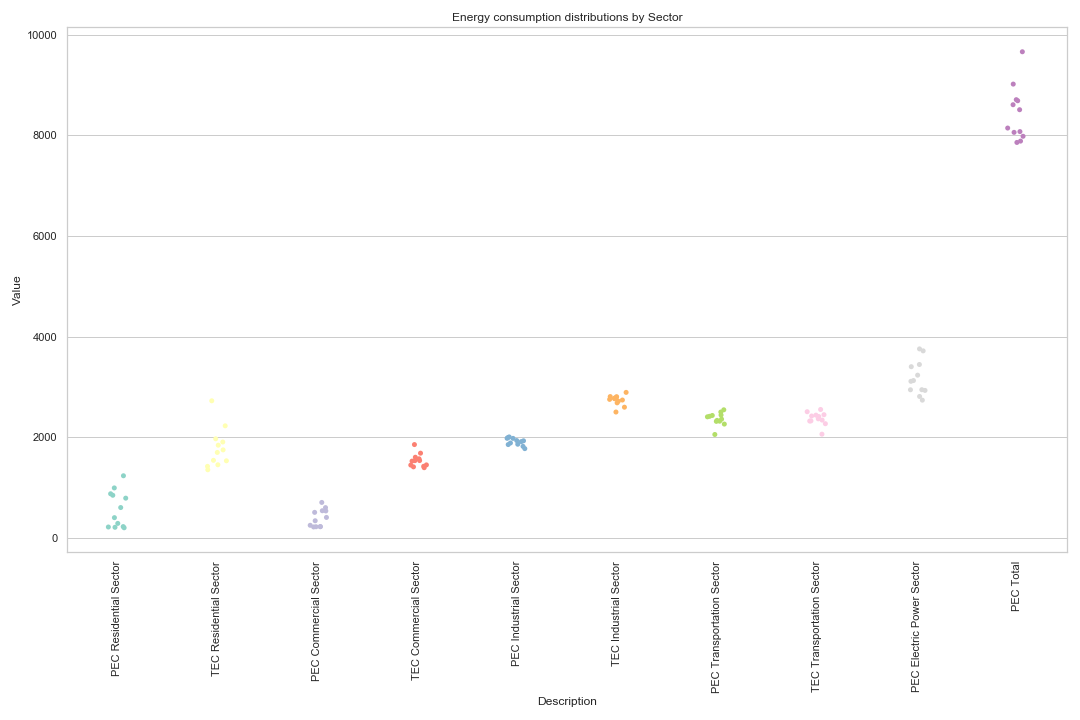 Energy consumption distributions by Sector
10000
8000
6000
4000
2000
0
Value
PEC Residential Sector
TEC Residential Sector
PEC Commercial Sector
TEC Commercial Sector
PEC Industrial Sector
TEC Industrial Sector
PEC Transportation Sector
TEC Transportation Sector
PEC Electric Power Sector
PEC Total
Description